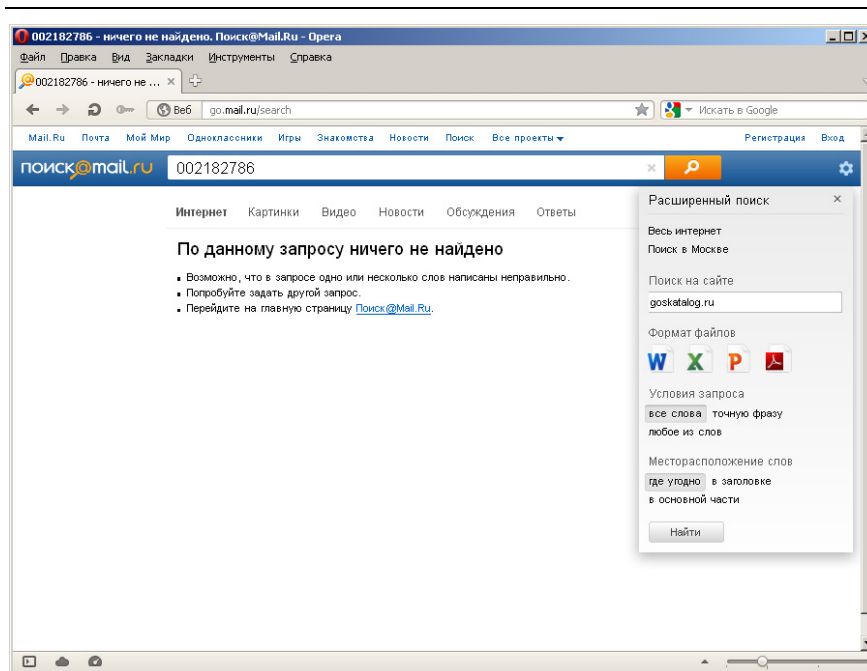 002182786 - ничего не найдено. Поиск@Mail.Ru - Opera
Файл Правка Вид Закладки Инструменты Справка
002182786 - ничего не ...
Веб go.mail.ru/search Искать в Google
Mail.Ru Почта Мой Мир Одноклассники Игры Знакомства Новости Поиск Все проекты Регистрация Вход
поиск@mail.ru 002182786
Интернет Картинки Видео Новости Обсуждения Ответы
По данному запросу ничего не найдено
Возможно, что в запросе одно или несколько слов написаны неправильно.
Попробуйте задать другой запрос.
Перейдите на главную страницу Поиск@Mail.Ru.
Расширенный поиск
Весь интернет
Поиск в Москве
Поиск на сайте
goskatalog.ru
Формат файлов
W X P
Условия запроса
все слова точную фразу
любое из слов
Месторасположение слов
где угодно в заголовке
в основной части
Найти